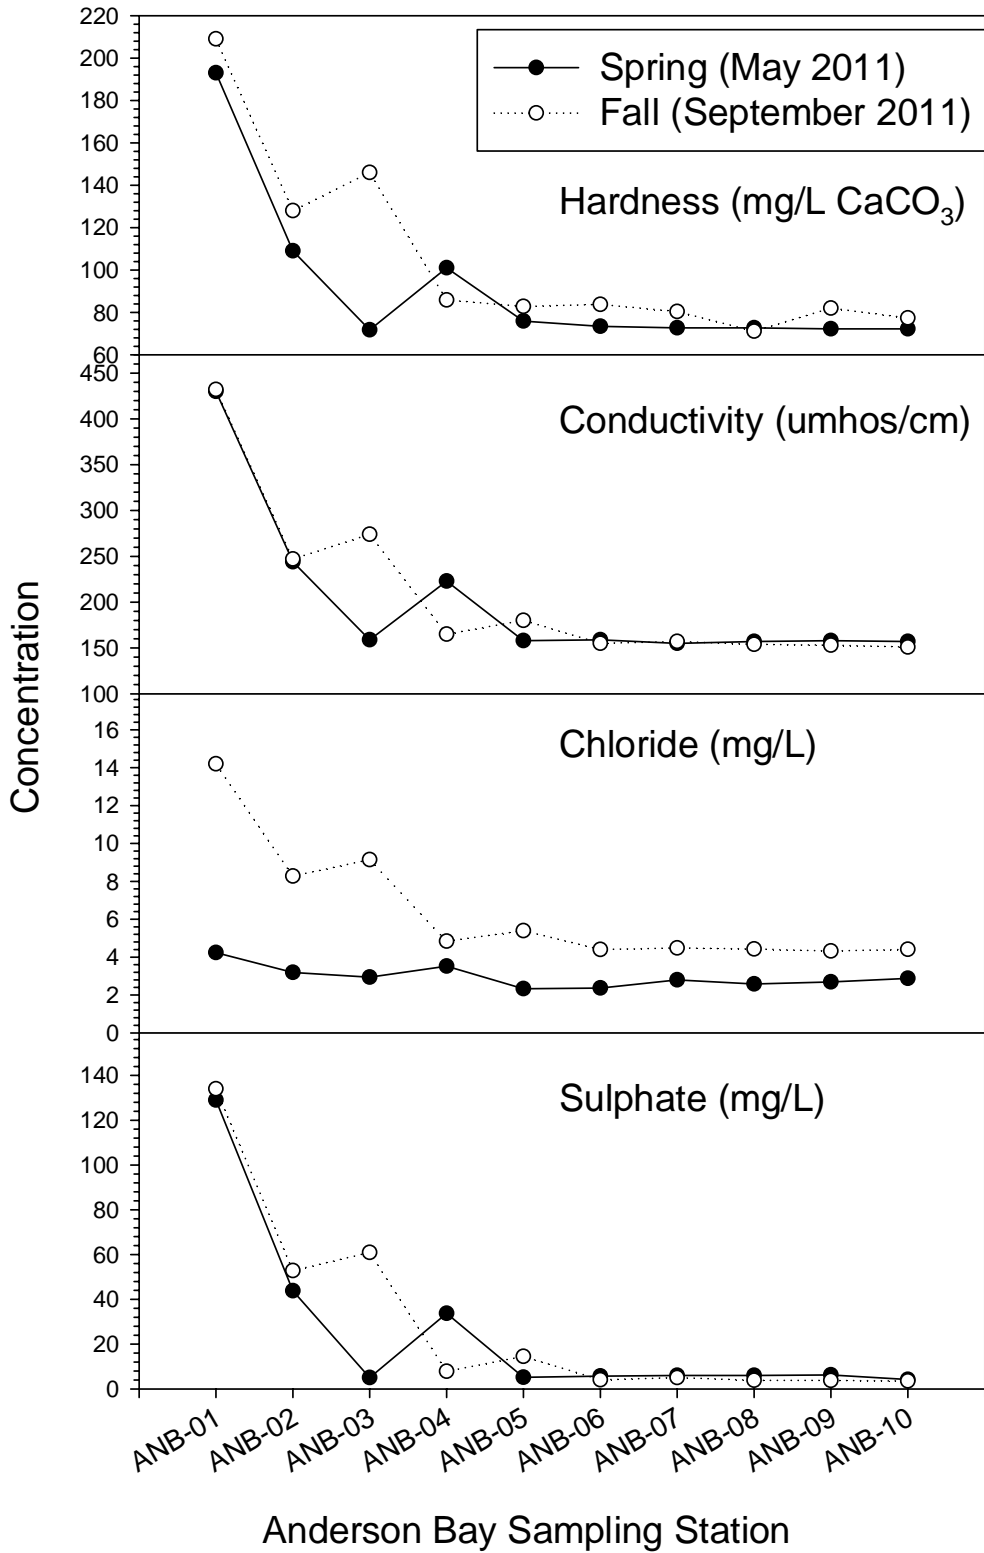 220
200
180
160
140
120
100
80
60
Spring (May 2011)
Fall (September 2011)
Hardness (mg/L CaCO₃)
450
400
350
300
250
200
150
100
Conductivity (umhos/cm)
16
14
12
10
8
6
4
2
0
Chloride (mg/L)
140
120
100
80
60
40
20
0
Sulphate (mg/L)
Concentration
ANB-01
ANB-02
ANB-03
ANB-04
ANB-05
ANB-06
ANB-07
ANB-08
ANB-09
ANB-10
Anderson Bay Sampling Station